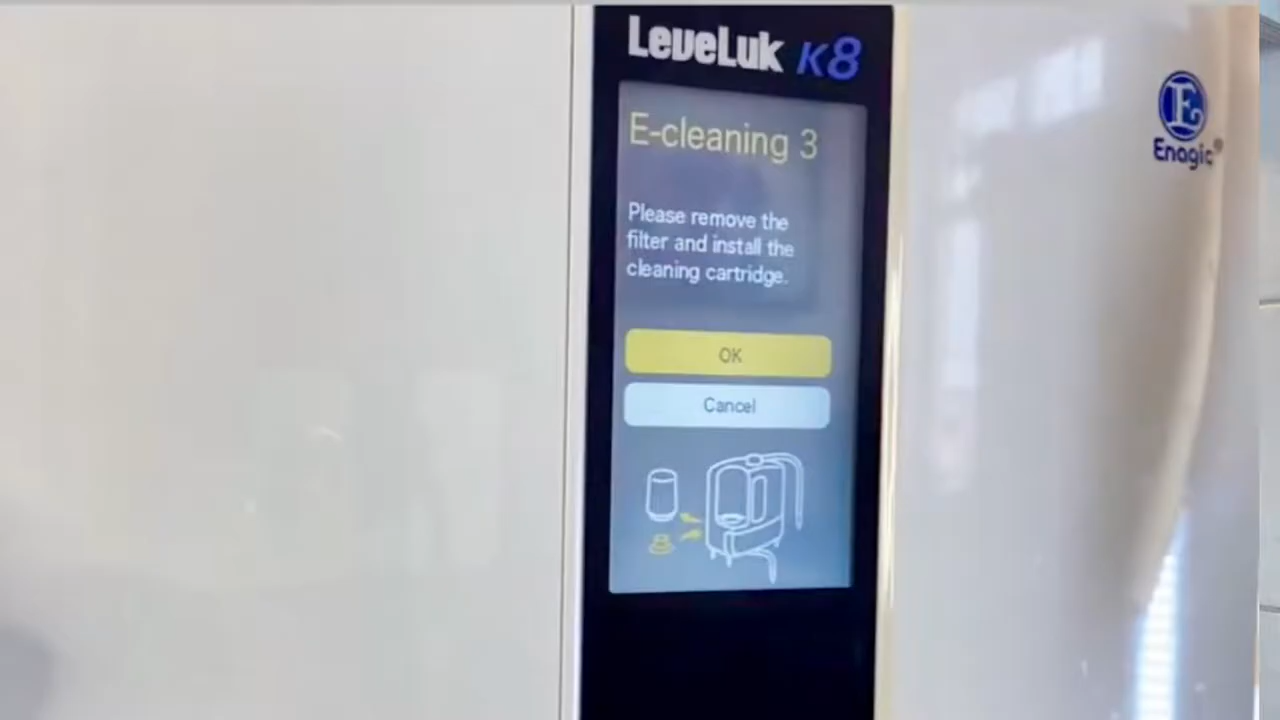 LeveLuk K8
E-cleaning 3
Please remove the
filter and install the
cleaning cartridge.
OK
Cancel
E
Enagic®